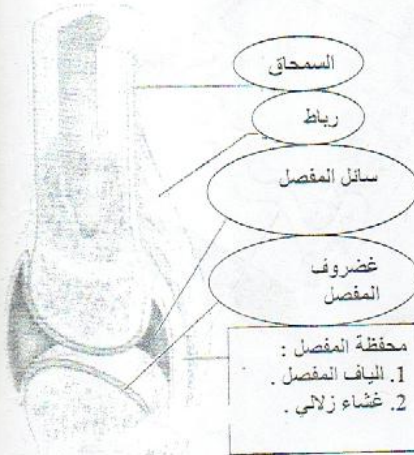 السمحاق
رباط
سائل المفصل
غضروف
المفصل
محفظة المفصل :
1. الياف المفصل .
2. غشاء زلالي .